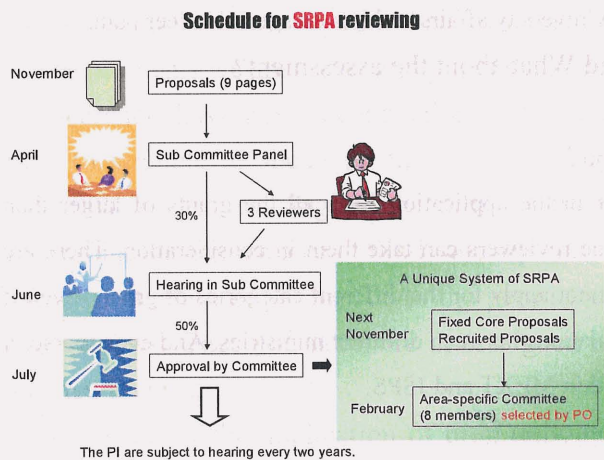 Schedule for SRPA reviewing
November
Proposals (9 pages)
April
Sub Committee Panel
30%
3 Reviewers
June
Hearing in Sub Committee
50%
July
Approval by Committee
A Unique System of SRPA
Next
November
Fixed Core Proposals
Recruited Proposals
February
Area-specific Committee
(8 members) selected by PO
The PI are subject to hearing every two years.